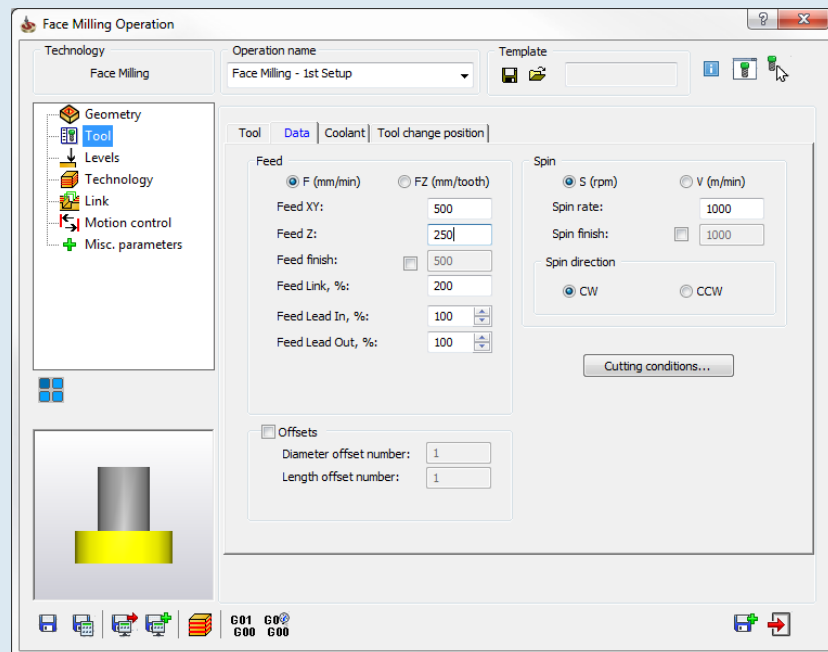 Face Milling Operation
Technology
Face Milling
Operation name
Face Milling - 1st Setup
Template
Geometry
Tool
Levels
Technology
Link
Motion control
Misc. parameters
Tool Data Coolant Tool change position
Feed
F (mm/min) FZ (mm/tooth)
Feed XY: 500
Feed Z: 250
Feed finish: 500
Feed Link, %: 200
Feed Lead In, %: 100
Feed Lead Out, %: 100
Spin
S (rpm) V (m/min)
Spin rate: 1000
Spin finish: 1000
Spin direction
CW CCW
Cutting conditions...
Offsets
Diameter offset number: 1
Length offset number: 1
G01 G00
G00 G00